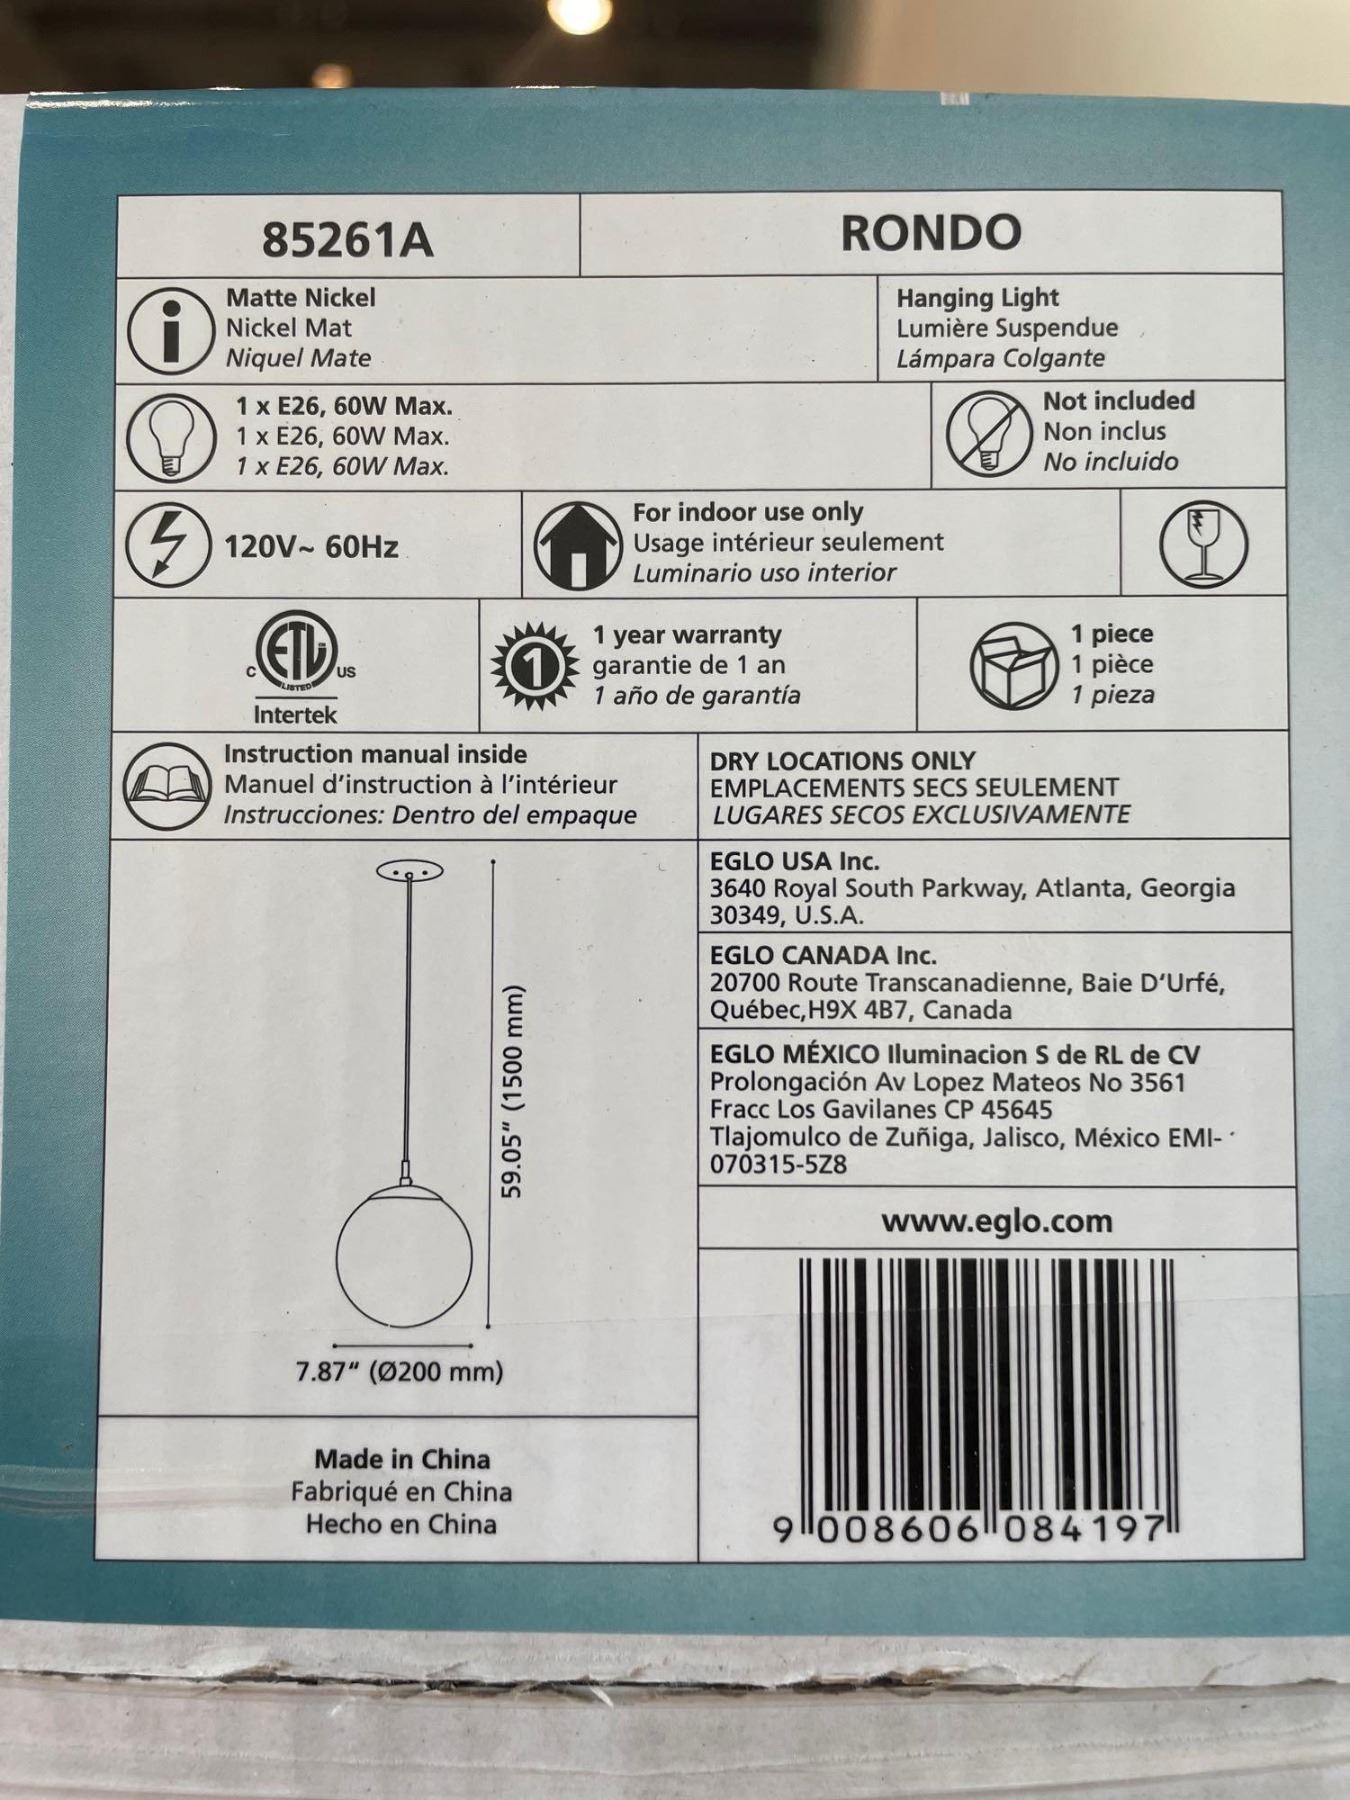 85261A
RONDO
Matte Nickel
Nickel Mat
Niquel Mate
Hanging Light
Lumière Suspendue
Lámpara Colgante
1 x E26, 60W Max.
1 x E26, 60W Max.
1 x E26, 60W Max.
Not included
Non inclus
No incluido
120V~ 60Hz
For indoor use only
Usage intérieur seulement
Luminario uso interior
ETL
LISTED
C
US
Intertek
1
1 year warranty
garantie de 1 an
1 año de garantía
1 piece
1 pièce
1 pieza
Instruction manual inside
Manuel d'instruction à l'intérieur
Instrucciones: Dentro del empaque
DRY LOCATIONS ONLY
EMPLACEMENTS SECS SEULEMENT
LUGARES SECOS EXCLUSIVAMENTE
59.05“ (1500 mm)
7.87“ (Ø200 mm)
EGLO USA Inc.
3640 Royal South Parkway, Atlanta, Georgia
30349, U.S.A.
EGLO CANADA Inc.
20700 Route Transcanadienne, Baie D‘Urfé,
Québec,H9X 4B7, Canada
EGLO MÉXICO Iluminacion S de RL de CV
Prolongación Av Lopez Mateos No 3561
Fracc Los Gavilanes CP 45645
Tlajomulco de Zuñiga, Jalisco, México EMI-
070315-5Z8
www.eglo.com
Made in China
Fabriqué en China
Hecho en China
9 008606 084197